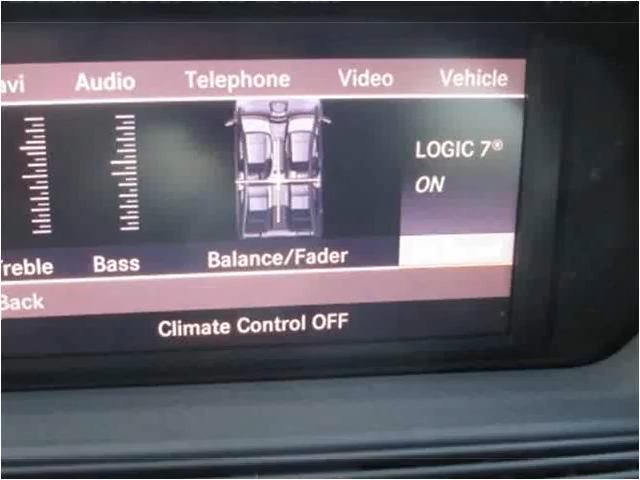 avi Audio Telephone Video Vehicle
LOGIC 7®
ON
Treble Bass Balance/Fader
Back
Climate Control OFF